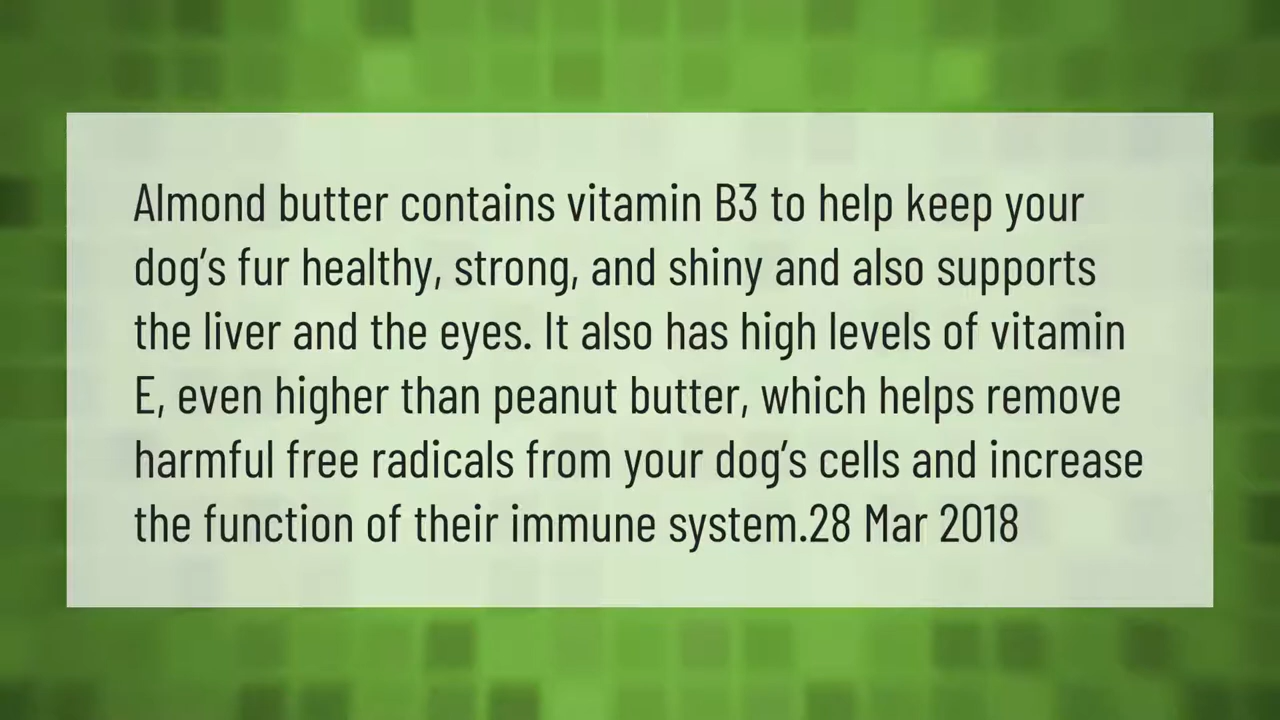 Almond butter contains vitamin B3 to help keep your
dog’s fur healthy, strong, and shiny and also supports
the liver and the eyes. It also has high levels of vitamin
E, even higher than peanut butter, which helps remove
harmful free radicals from your dog’s cells and increase
the function of their immune system.28 Mar 2018